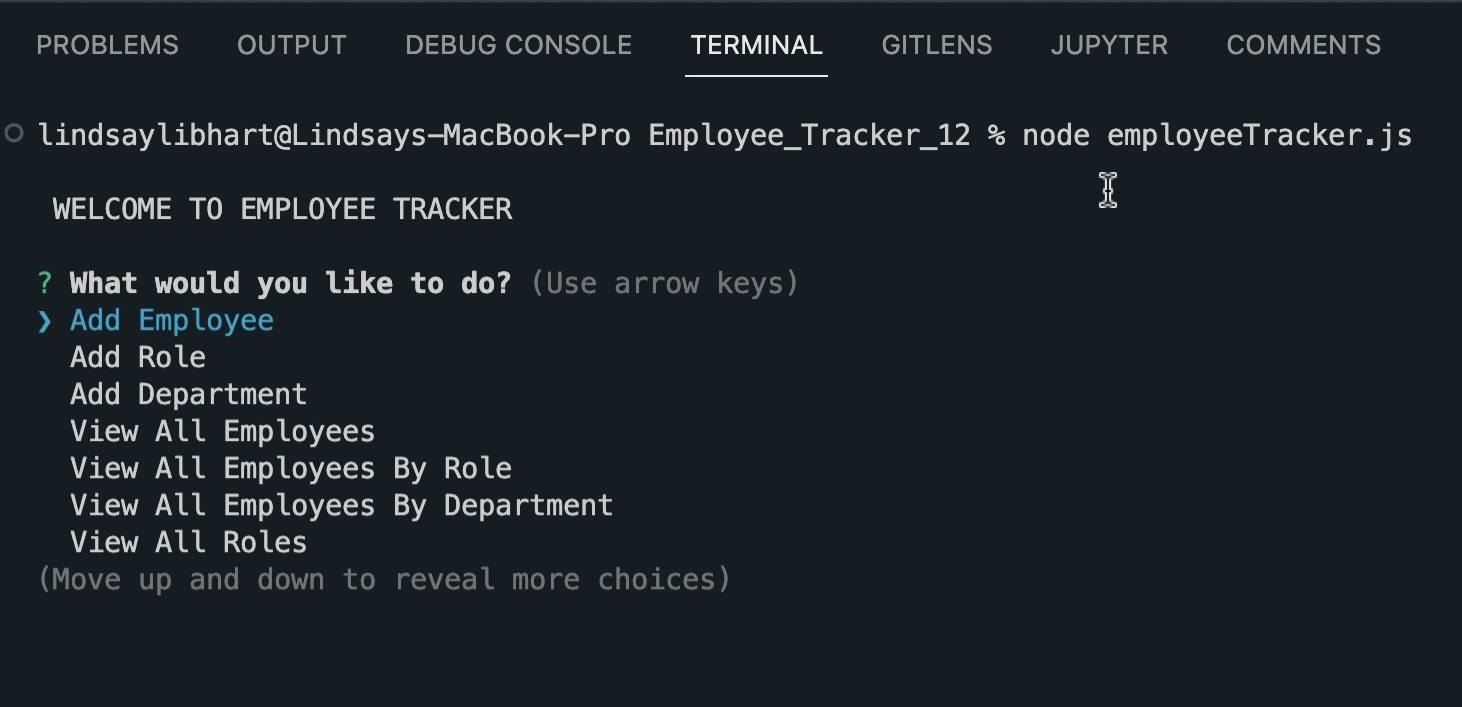 PROBLEMS OUTPUT DEBUG CONSOLE TERMINAL GITLENS JUPYTER COMMENTS
lindsaylibhart@Lindsays-MacBook-Pro Employee_Tracker_12 % node employeeTracker.js
WELCOME TO EMPLOYEE TRACKER
? What would you like to do? (Use arrow keys)
❯ Add Employee
Add Role
Add Department
View All Employees
View All Employees By Role
View All Employees By Department
View All Roles
(Move up and down to reveal more choices)